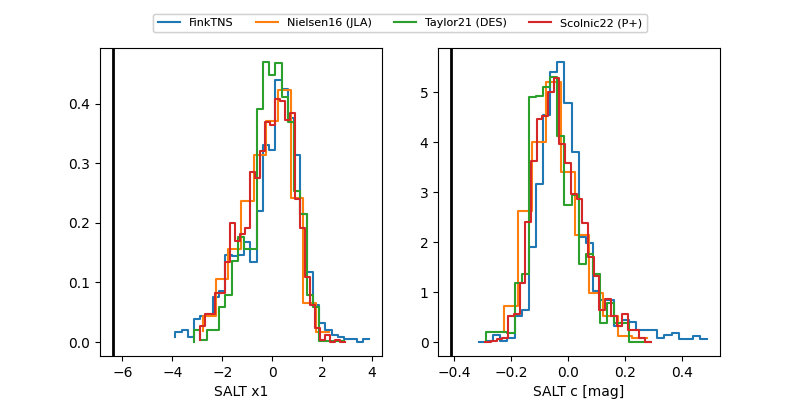 FinkTNS Nielsen16 (JLA) Taylor21 (DES) Scolnic22 (P+)
0.4
0.3
0.2
0.1
0.0
−6 −4 −2 0 2 4
SALT x1
5
4
3
2
1
0
−0.4 −0.2 0.0 0.2 0.4
SALT c [mag]